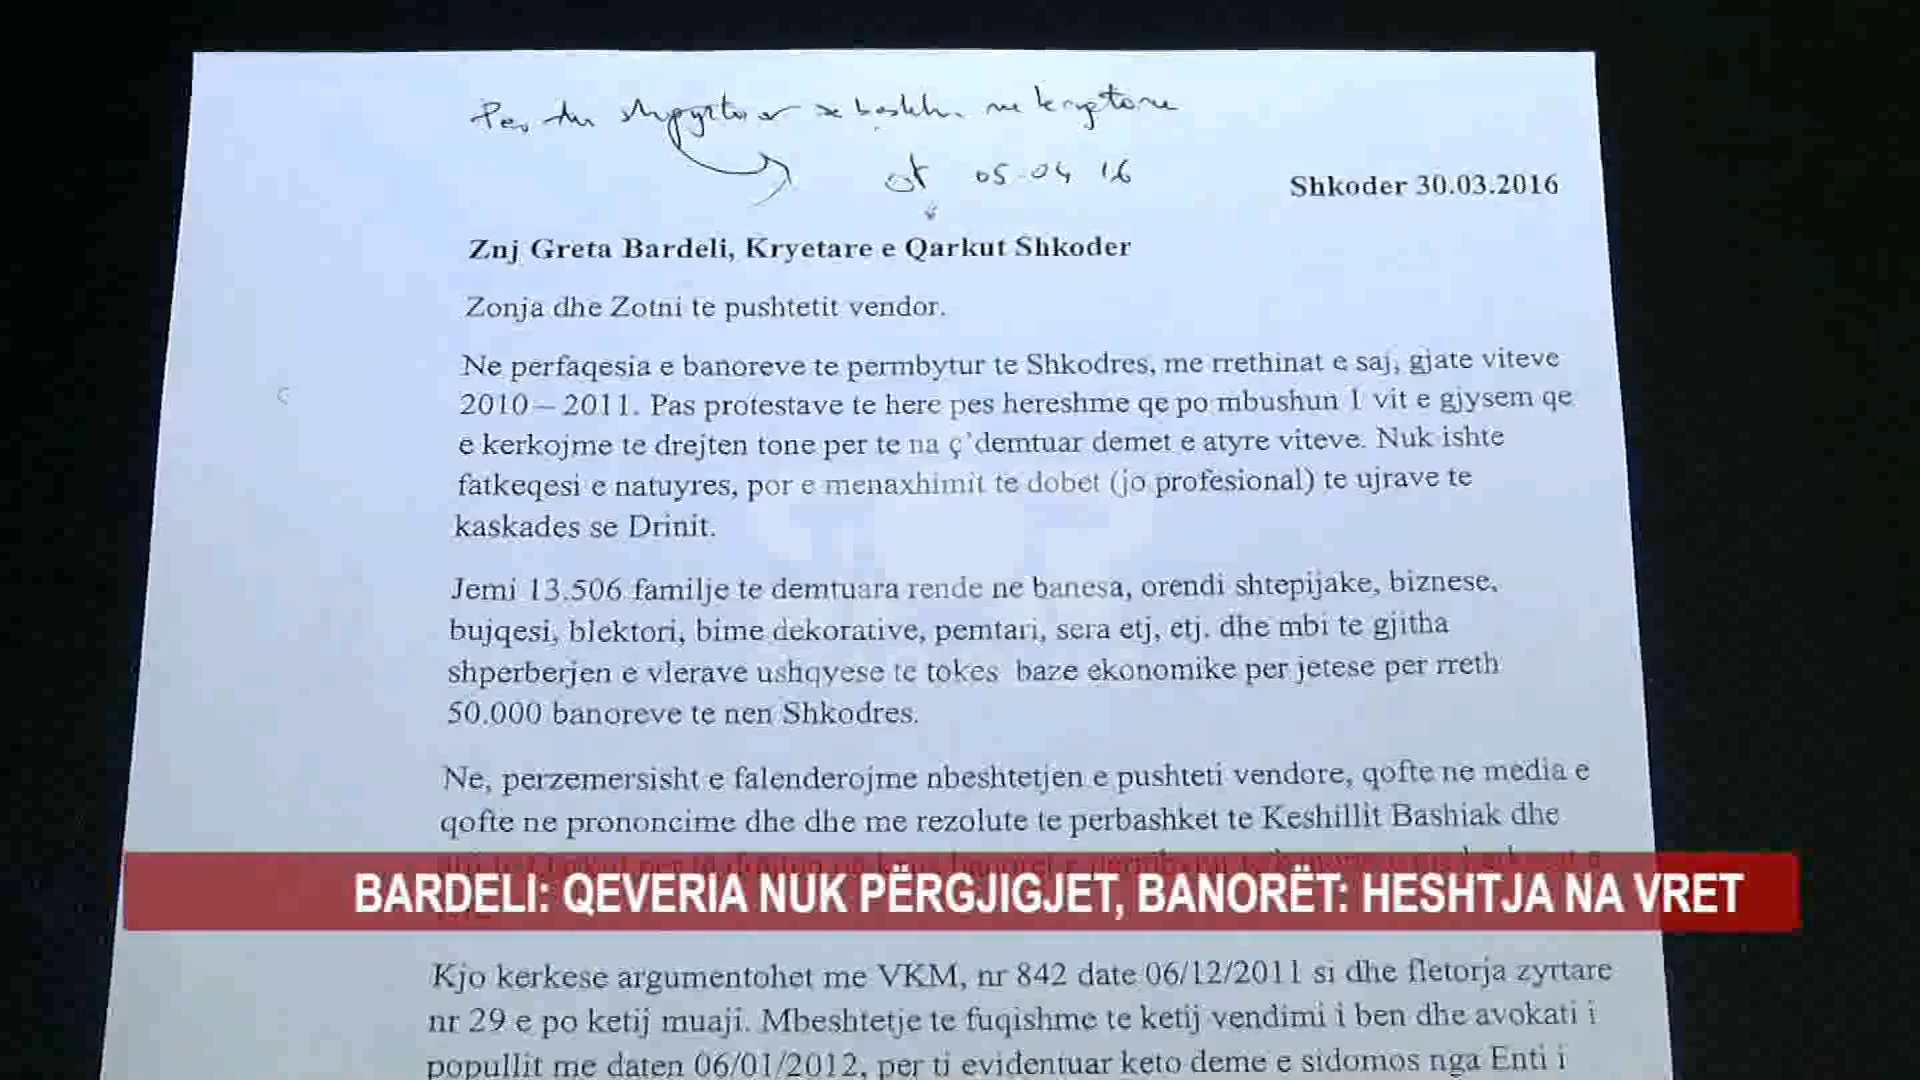 05 04 16
Shkoder 30.03.2016
Znj Greta Bardeli, Kryetare e Qarkut Shkoder
Zonja dhe Zotni te pushtetit vendor.
Ne perfaqesia e banoreve te permbytur te Shkodres, me rrethinat e saj, gjate viteve
2010 – 2011. Pas protestave te here pes hereshme qe po mbushun 1 vit e gjysem qe
e kerkojme te drejten tone per te na ç'demtuar demet e atyre viteve. Nuk ishte
fatkeqesi e natuyres, por e menaxhimit te dobet (jo profesional) te ujrave te
kaskades se Drinit.
Jemi 13.506 familje te demtuara rende ne banesa, orendi shtepijake, biznese,
bujqesi, blektori, bime dekorative, pemtari, sera etj, etj. dhe mbi te gjitha
shperberjen e vlerave ushqyese te tokes baze ekonomike per jetese per rreth
50.000 banoreve te nen Shkodres.
Ne, perzemersisht e falenderojme nbeshtetjen e pushteti vendore, qofte ne media e
qofte ne prononcime dhe dhe me rezolute te perbashket te Keshillit Bashiak dhe
BARDELI: QEVERIA NUK PËRGJIGJET, BANORËT: HESHTJA NA VRET
Kjo kerkese argumentohet me VKM, nr 842 date 06/12/2011 si dhe fletorja zyrtare
nr 29 e po ketij muaji. Mbeshtetje te fuqishme te ketij vendimi i ben dhe avokati i
popullit me daten 06/01/2012, per ti evidentuar keto deme e sidomos nga Enti i